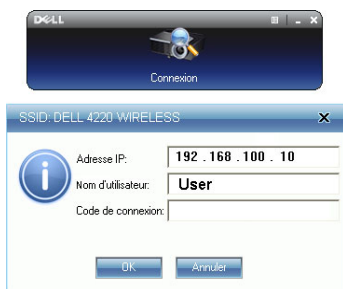 DELL
Connexion
SSID: DELL 4220 WIRELESS
Adresse IP: 192 . 168 . 100 . 10
Nom d'utilisateur: User
Code de connexion:
OK Annuler